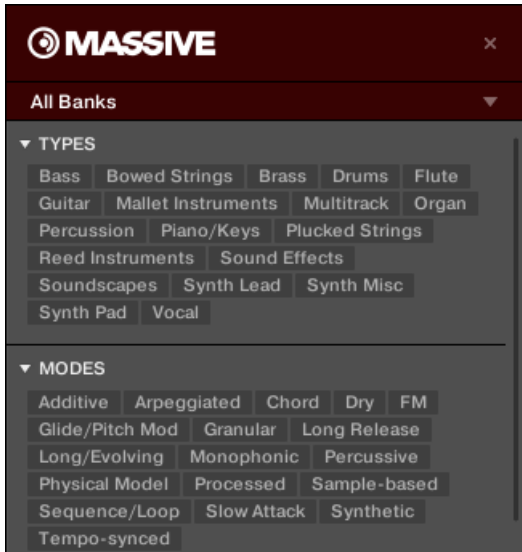 MASSIVE ×
All Banks
TYPES
Bass Bowed Strings Brass Drums Flute
Guitar Mallet Instruments Multitrack Organ
Percussion Piano/Keys Plucked Strings
Reed Instruments Sound Effects
Soundscapes Synth Lead Synth Misc
Synth Pad Vocal
MODES
Additive Arpeggiated Chord Dry FM
Glide/Pitch Mod Granular Long Release
Long/Evolving Monophonic Percussive
Physical Model Processed Sample-based
Sequence/Loop Slow Attack Synthetic
Tempo-synced